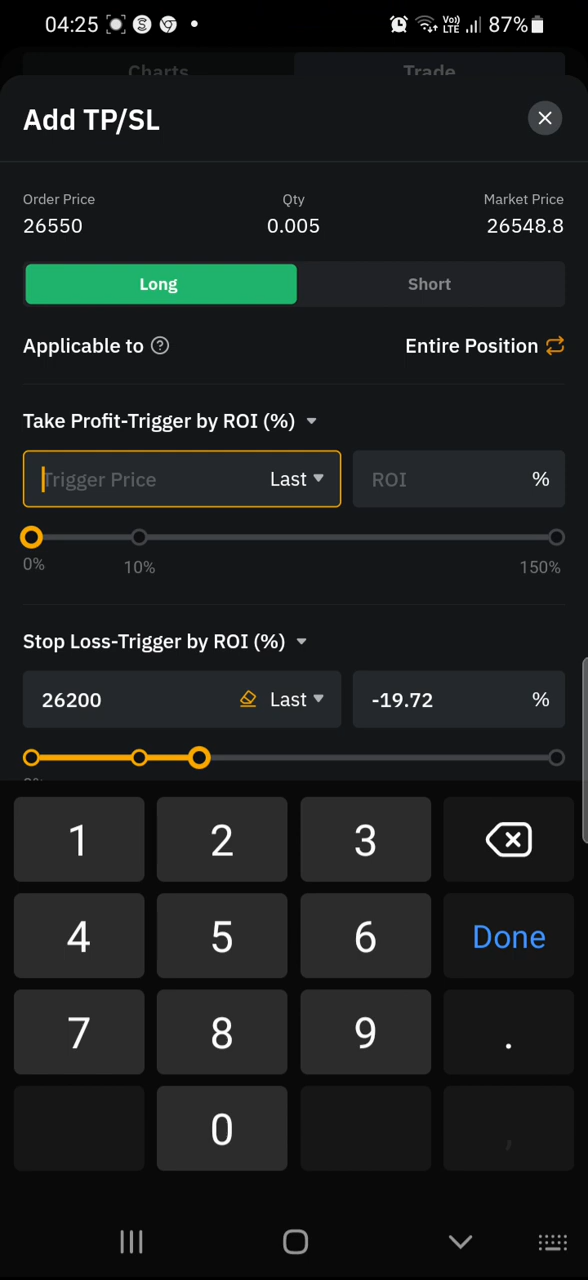 04:25 Vo)) LTE 87%
Charts Trade
Add TP/SL
Order Price Qty Market Price
26550 0.005 26548.8
Long Short
Applicable to ? Entire Position
Take Profit-Trigger by ROI (%)
Trigger Price Last ROI %
0% 10% 150%
Stop Loss-Trigger by ROI (%)
26200 Last -19.72 %
1 2 3
4 5 6 Done
7 8 9 .
0 ,